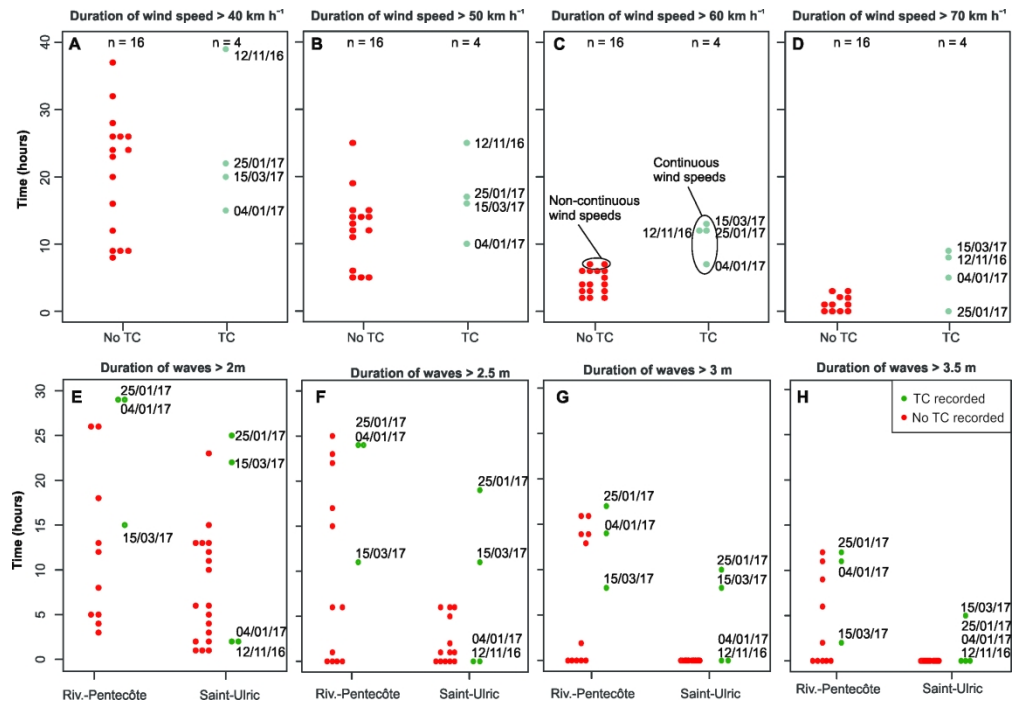 Duration of wind speed > 40 km h⁻¹
Duration of wind speed > 50 km h⁻¹
Duration of wind speed > 60 km h⁻¹
Duration of wind speed > 70 km h⁻¹
Time (hours)
40
30
20
10
0
A
n = 16
n = 4
12/11/16
25/01/17
15/03/17
04/01/17
No TC
TC
B
n = 16
n = 4
12/11/16
25/01/17
15/03/17
04/01/17
No TC
TC
C
n = 16
n = 4
Continuous
wind speeds
Non-continuous
wind speeds
15/03/17
12/11/16
25/01/17
04/01/17
No TC
TC
D
n = 16
n = 4
15/03/17
12/11/16
04/01/17
25/01/17
No TC
TC
Duration of waves > 2m
Duration of waves > 2.5 m
Duration of waves > 3 m
Duration of waves > 3.5 m
Time (hours)
30
25
20
15
10
5
0
E
25/01/17
04/01/17
25/01/17
15/03/17
15/03/17
04/01/17
12/11/16
Riv.-Pentecôte
Saint-Ulric
F
25/01/17
04/01/17
25/01/17
15/03/17
15/03/17
04/01/17
12/11/16
Riv.-Pentecôte
Saint-Ulric
G
25/01/17
04/01/17
15/03/17
25/01/17
15/03/17
04/01/17
12/11/16
Riv.-Pentecôte
Saint-Ulric
H
TC recorded
No TC recorded
25/01/17
04/01/17
15/03/17
15/03/17
25/01/17
04/01/17
12/11/16
Riv.-Pentecôte
Saint-Ulric